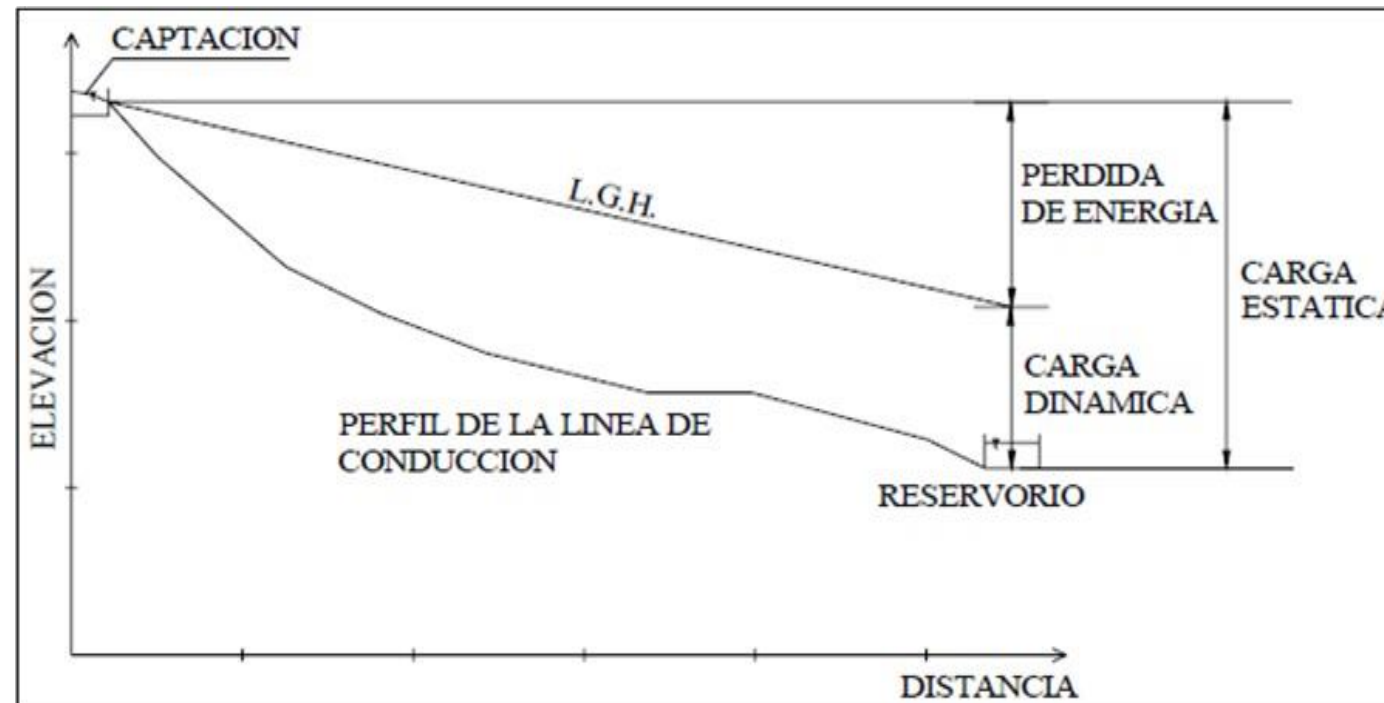 CAPTACION
L.G.H.
PERDIDA
DE ENERGIA
CARGA
ESTATICA
ELEVACION
CARGA
DINAMICA
PERFIL DE LA LINEA DE
CONDUCCION
RESERVORIO
DISTANCIA